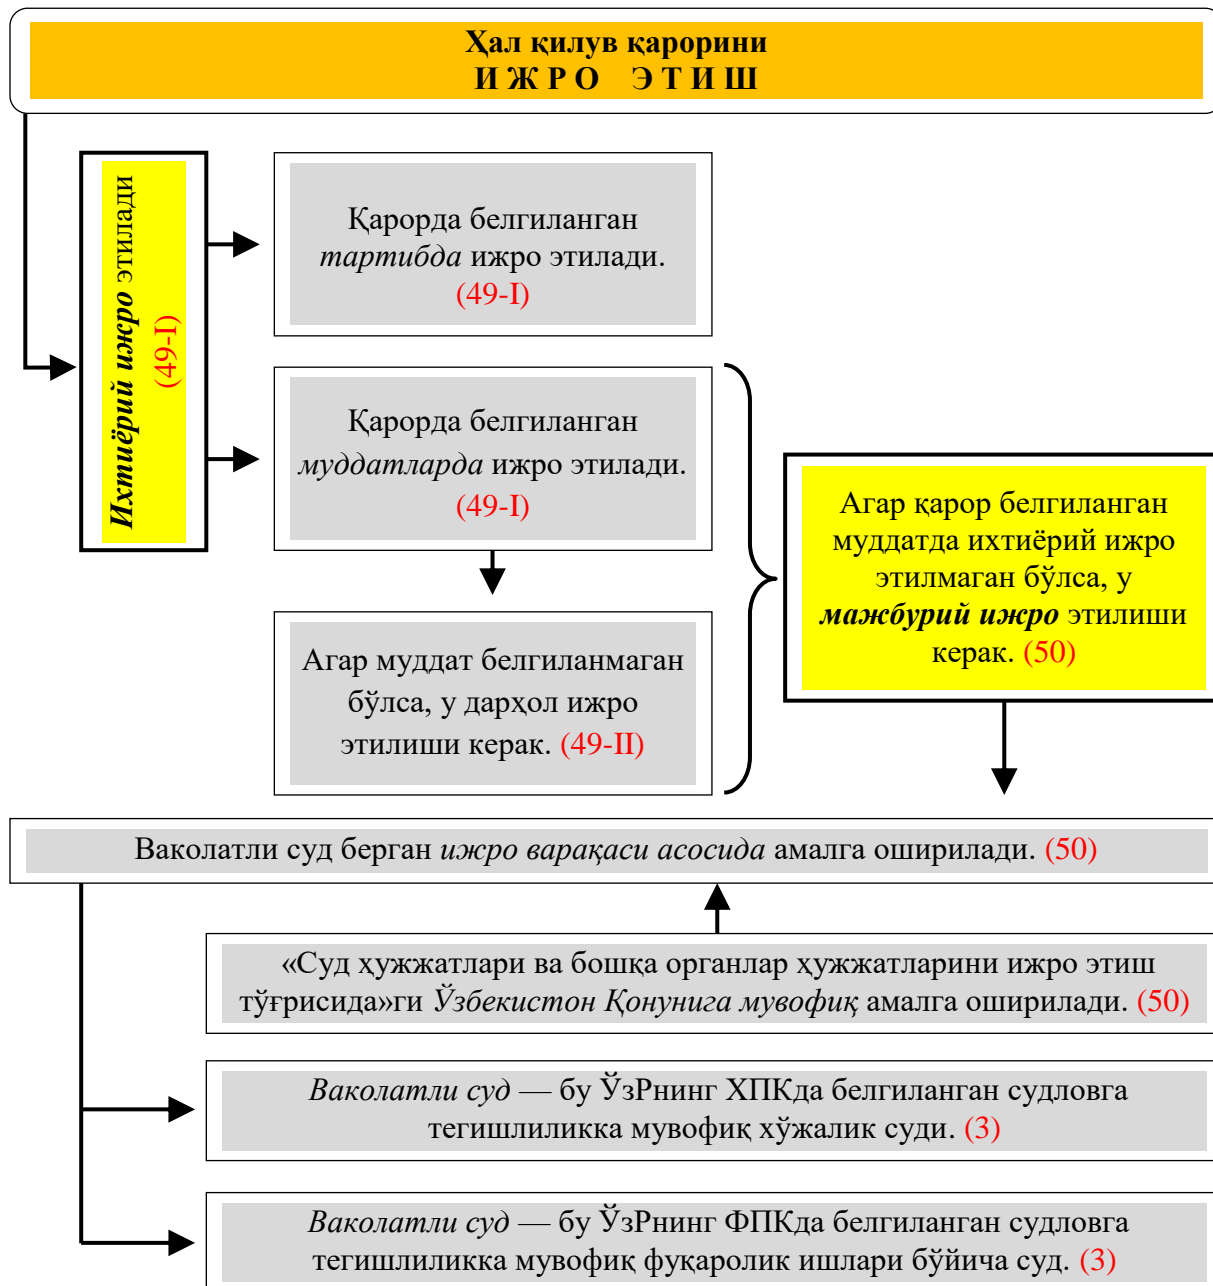 Ҳал қилув қарорини
И Ж Р О Э Т И Ш
Ихтиёрий ижро этилади
(49-I)
Қарорда белгиланган
тартибда ижро этилади.
(49-I)
Қарорда белгиланган
муддатларда ижро этилади.
(49-I)
Агар муддат белгиланмаган
бўлса, у дарҳол ижро
этилиши керак. (49-II)
Агар қарор белгиланган
муддатда ихтиёрий ижро
этилмаган бўлса, у
мажбурий ижро этилиши
керак. (50)
Ваколатли суд берган ижро варақаси асосида амалга оширилади. (50)
«Суд ҳужжатлари ва бошқа органлар ҳужжатларини ижро этиш
тўғрисида»ги Ўзбекистон Қонунига мувофиқ амалга оширилади. (50)
Ваколатли суд — бу ЎзРнинг ХПКда белгиланган судловга
тегишлиликка мувофиқ хўжалик суди. (3)
Ваколатли суд — бу ЎзРнинг ФПКда белгиланган судловга
тегишлиликка мувофиқ фуқаролик ишлари бўйича суд. (3)